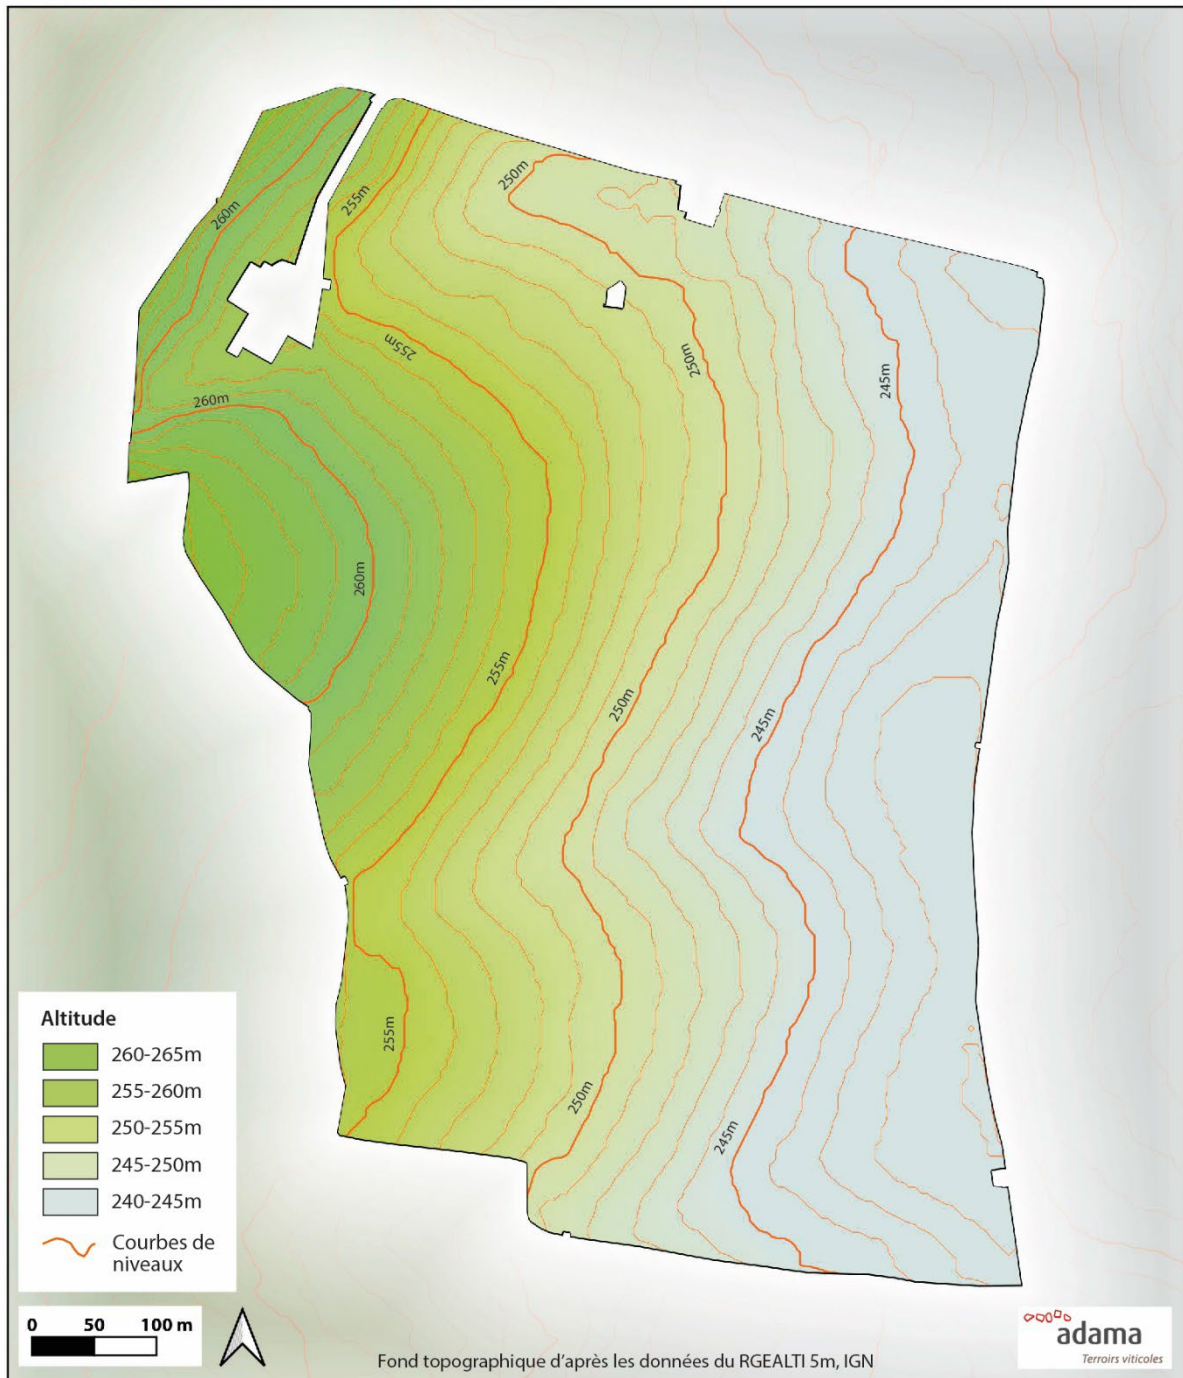 260m
255m
250m
255m
250m
245m
260m
260m
255m
250m
245m
255m
250m
245m
Altitude
260-265m
255-260m
250-255m
245-250m
240-245m
Courbes de
niveaux
0 50 100 m
Fond topographique d'après les données du RGEALTI 5m, IGN
adama
Terroirs viticoles